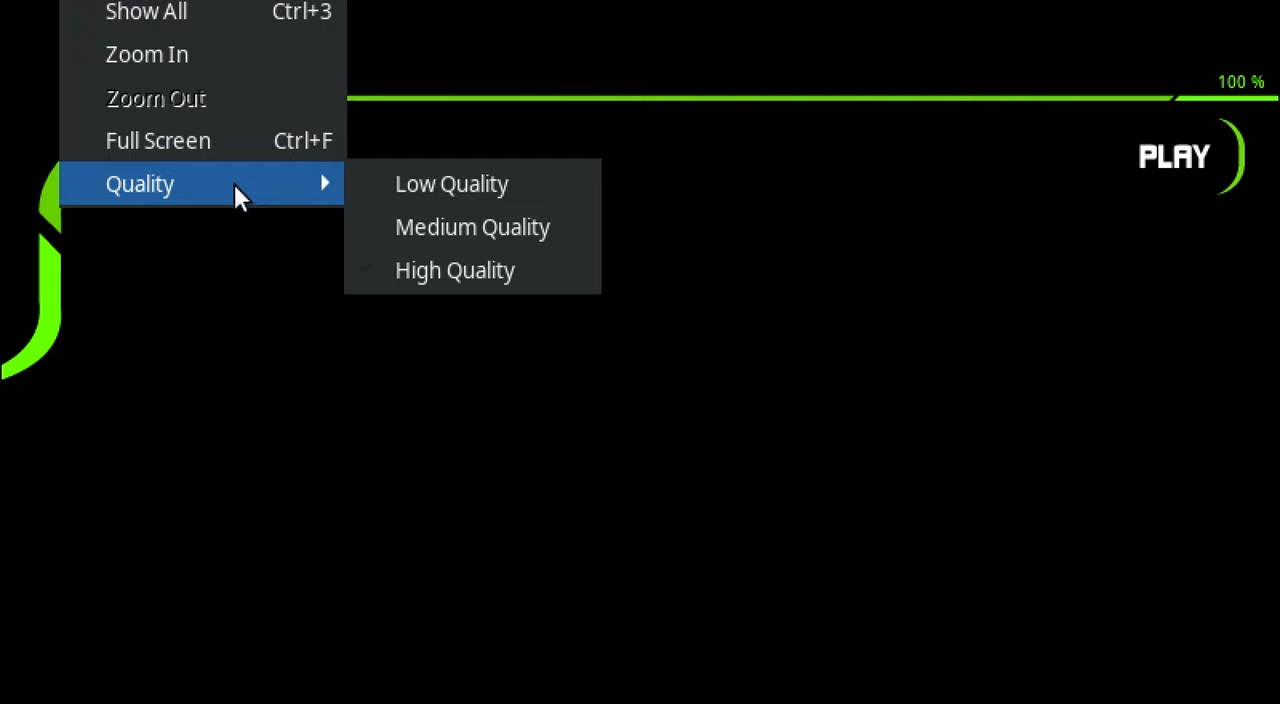 Show All Ctrl+3
Zoom In
100 %
Zoom Out
Full Screen Ctrl+F
PLAY
Quality
Low Quality
Medium Quality
High Quality